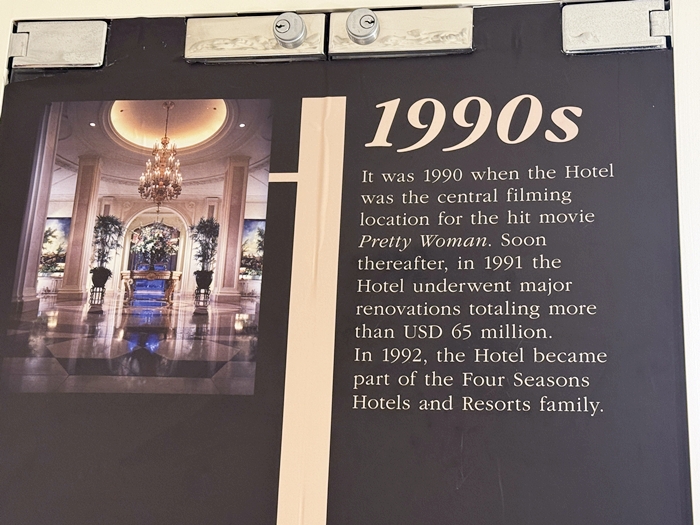 1990s
It was 1990 when the Hotel
was the central filming
location for the hit movie
Pretty Woman. Soon
thereafter, in 1991 the
Hotel underwent major
renovations totaling more
than USD 65 million.
In 1992, the Hotel became
part of the Four Seasons
Hotels and Resorts family.